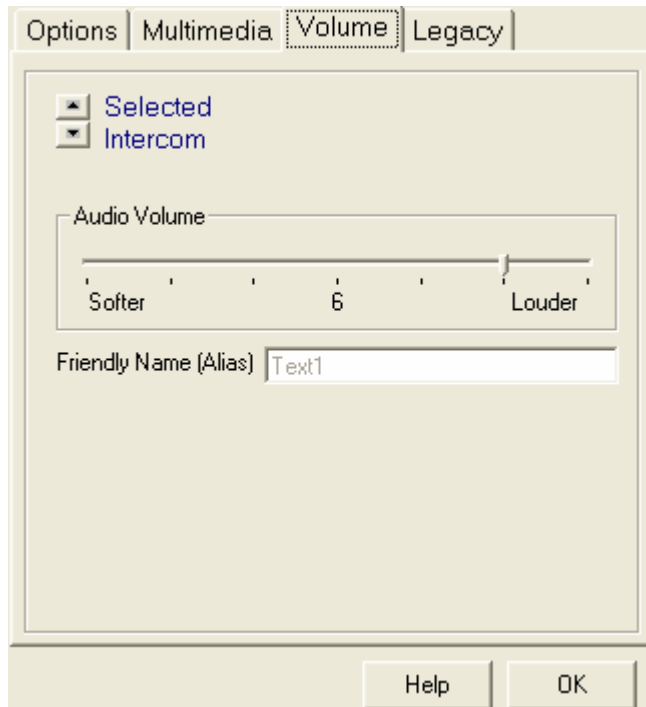 Options Multimedia Volume Legacy
Selected
Intercom
Audio Volume
Softer 6 Louder
Friendly Name (Alias) Text1
Help OK